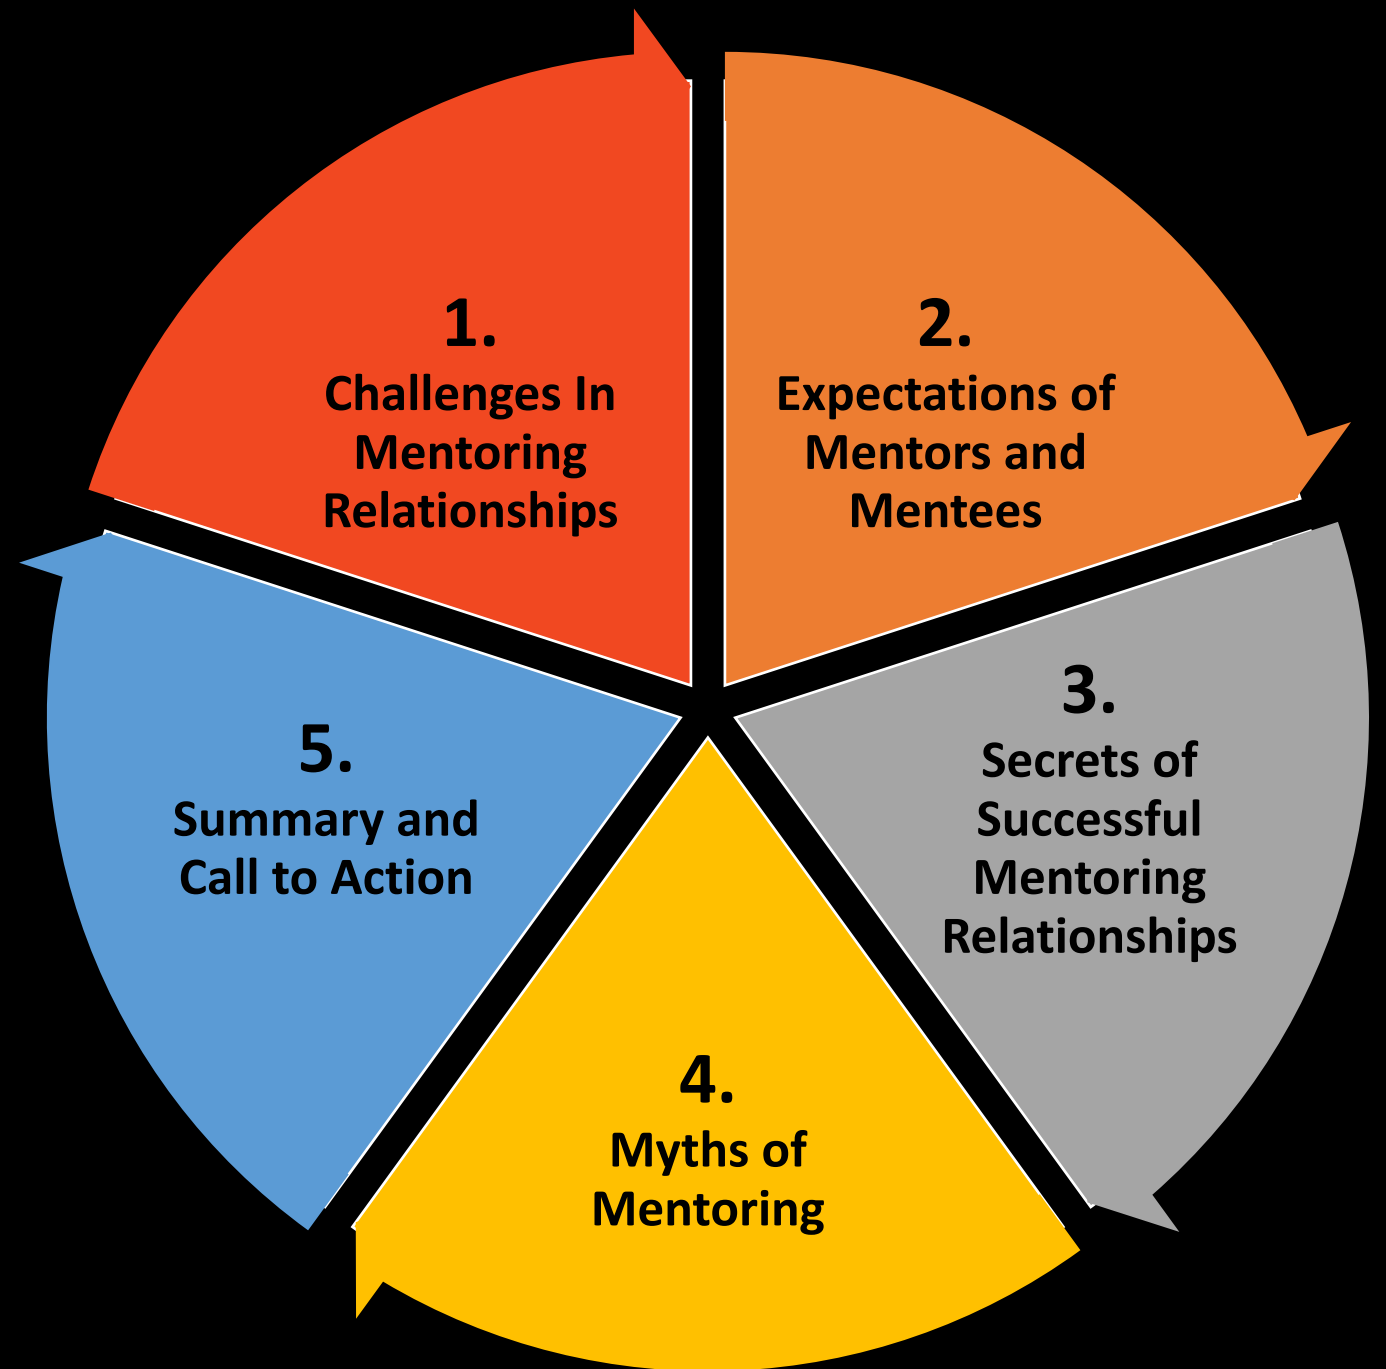 1.
Challenges In
Mentoring
Relationships
2.
Expectations of
Mentors and
Mentees
3.
Secrets of
Successful
Mentoring
Relationships
4.
Myths of
Mentoring
5.
Summary and
Call to Action